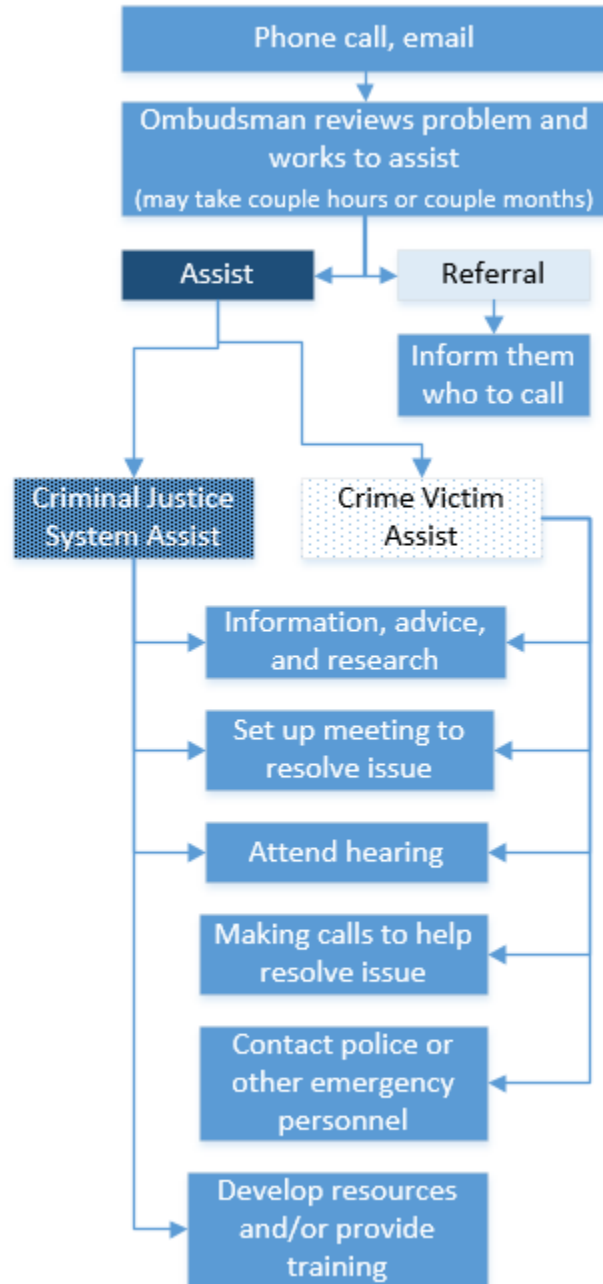 Phone call, email
Ombudsman reviews problem and
works to assist
(may take couple hours or couple months)
Assist
Referral
Inform them
who to call
Criminal Justice
System Assist
Crime Victim
Assist
Information, advice,
and research
Set up meeting to
resolve issue
Attend hearing
Making calls to help
resolve issue
Contact police or
other emergency
personnel
Develop resources
and/or provide
training